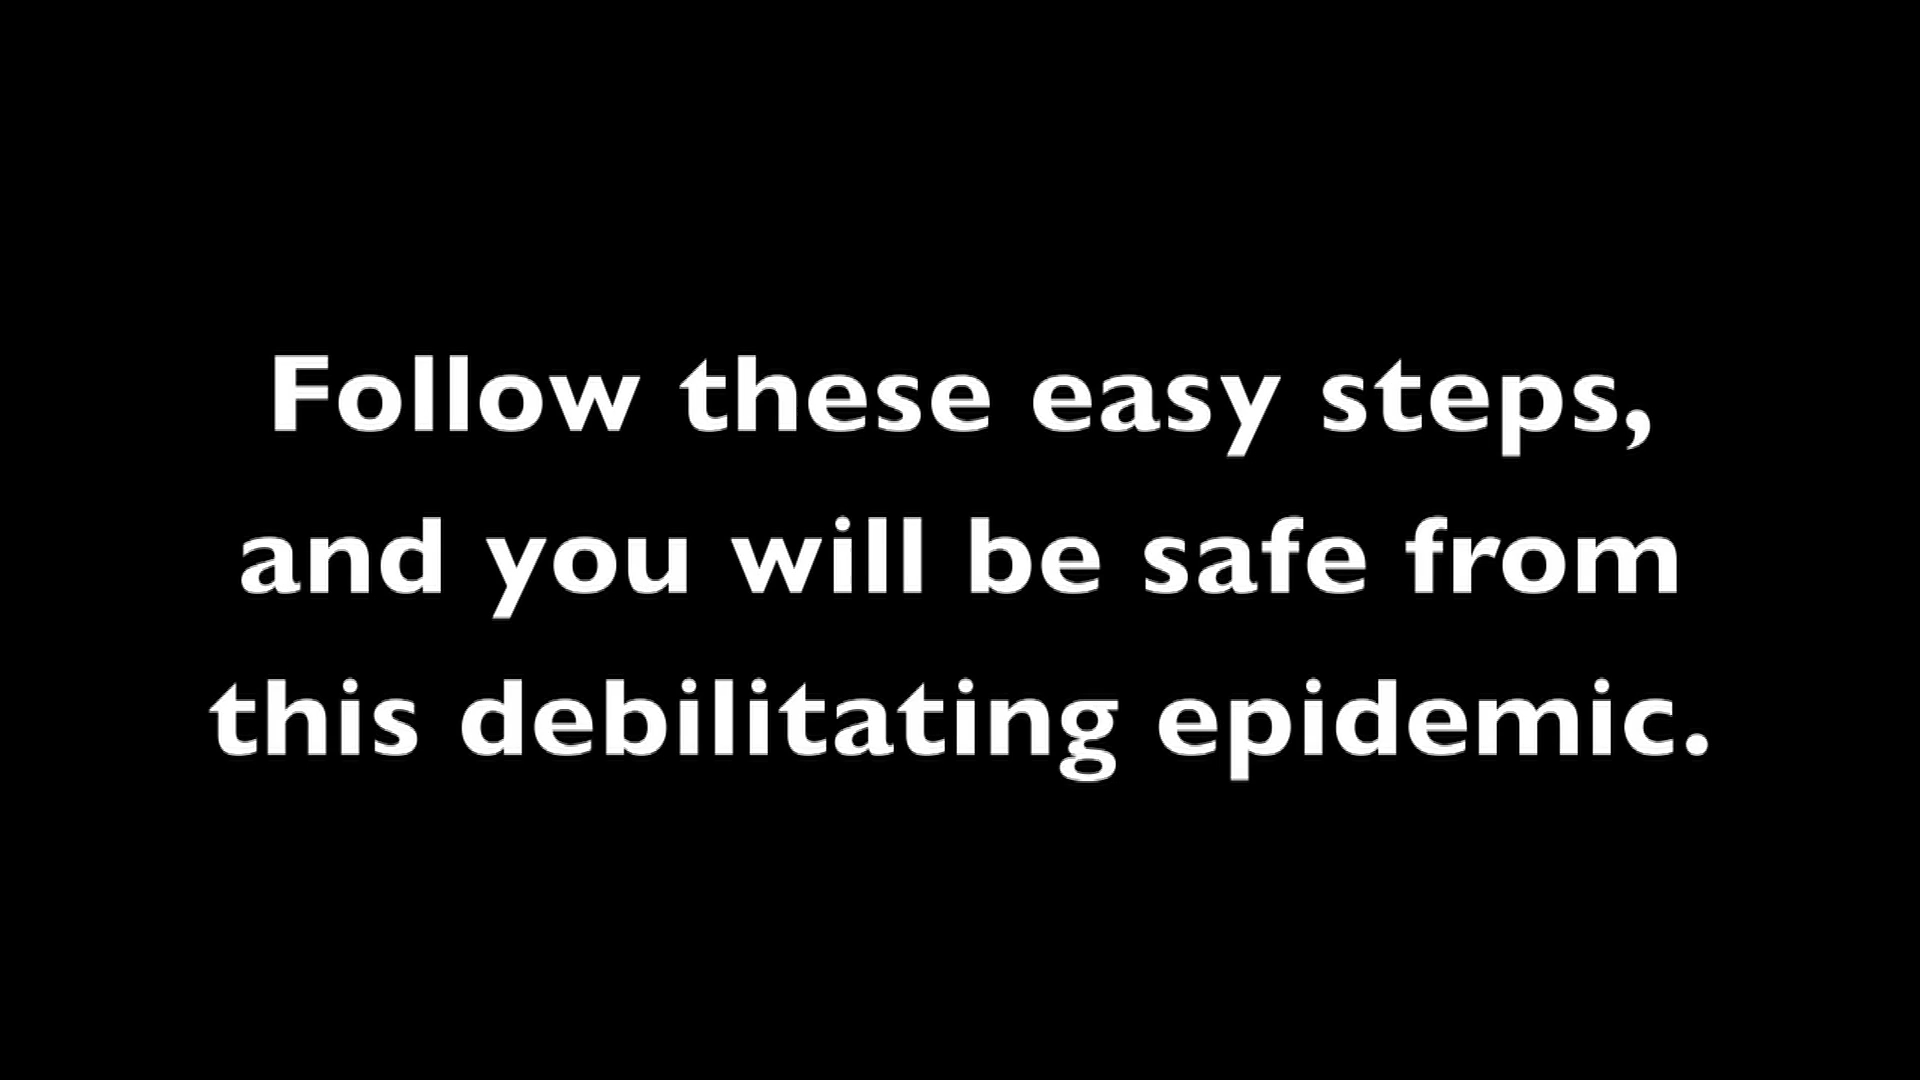 Follow these easy steps,
and you will be safe from
this debilitating epidemic.